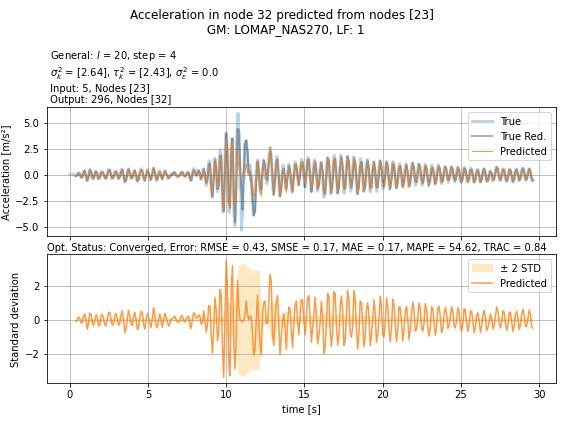 Acceleration in node 32 predicted from nodes [23]
GM: LOMAP_NAS270, LF: 1
General: l = 20, step = 4
σ²ₖ = [2.64], τ²ₖ = [2.43], σ²ε = 0.0
Input: 5, Nodes [23]
Output: 296, Nodes [32]
Acceleration [m/s²]
5.0
2.5
0.0
−2.5
−5.0
True
True Red.
Predicted
Opt. Status: Converged, Error: RMSE = 0.43, SMSE = 0.17, MAE = 0.17, MAPE = 54.62, TRAC = 0.84
Standard deviation
2
0
−2
± 2 STD
Predicted
0 5 10 15 20 25 30
time [s]